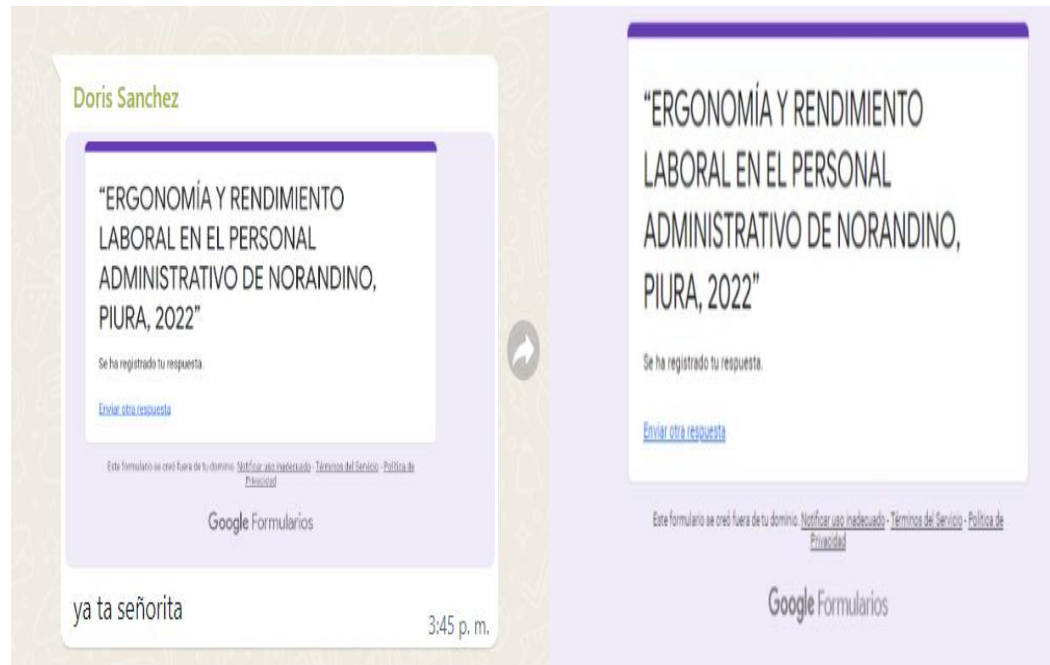 Doris Sanchez
“ERGONOMÍA Y RENDIMIENTO
LABORAL EN EL PERSONAL
ADMINISTRATIVO DE NORANDINO,
PIURA, 2022”
Se ha registrado tu respuesta.
Enviar otra respuesta
Este formulario se creó fuera de tu dominio. Notificar uso inadecuado - Términos del Servicio - Política de
Privacidad
Google Formularios
ya ta señorita
3:45 p. m.
“ERGONOMÍA Y RENDIMIENTO
LABORAL EN EL PERSONAL
ADMINISTRATIVO DE NORANDINO,
PIURA, 2022”
Se ha registrado tu respuesta.
Enviar otra respuesta
Este formulario se creó fuera de tu dominio. Notificar uso inadecuado - Términos del Servicio - Política de
Privacidad
Google Formularios